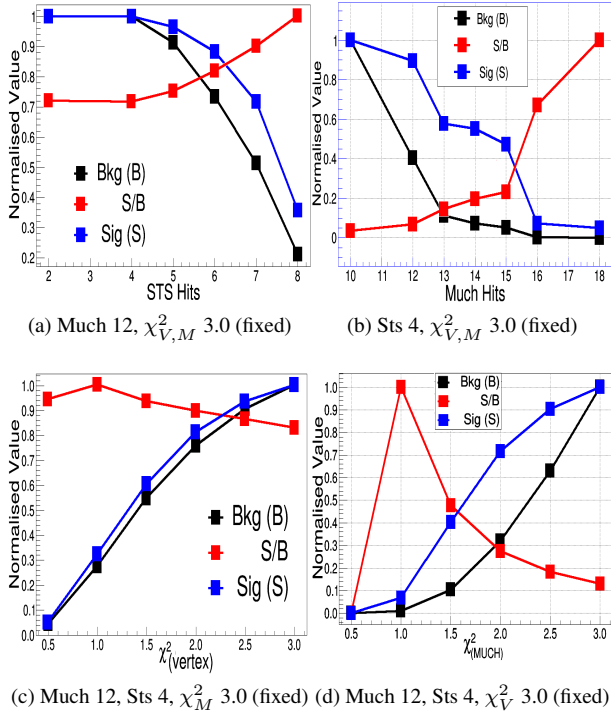 1.0
0.9
0.8
0.7
0.6
0.5
0.4
0.3
0.2
Normalised Value
Bkg (B)
S/B
Sig (S)
2 3 4 5 6 7 8
STS Hits
(a) Much 12, χ²_{V,M} 3.0 (fixed)
Bkg (B)
S/B
Sig (S)
1
0.8
0.6
0.4
0.2
0
Normalised Value
10 11 12 13 14 15 16 17 18
Much Hits
(b) Sts 4, χ²_{V,M} 3.0 (fixed)
1.0
0.9
0.8
0.7
0.6
0.5
0.4
0.3
0.2
0.1
0.0
Normalised Value
Bkg (B)
S/B
Sig (S)
0.5 1.0 1.5 2.0 2.5 3.0
χ²(vertex)
(c) Much 12, Sts 4, χ²_M 3.0 (fixed)
Bkg (B)
S/B
Sig (S)
1.0
0.9
0.8
0.7
0.6
0.5
0.4
0.3
0.2
0.1
0.0
Normalised Value
0.5 1.0 1.5 2.0 2.5 3.0
χ²(MUCH)
(d) Much 12, Sts 4, χ²_V 3.0 (fixed)